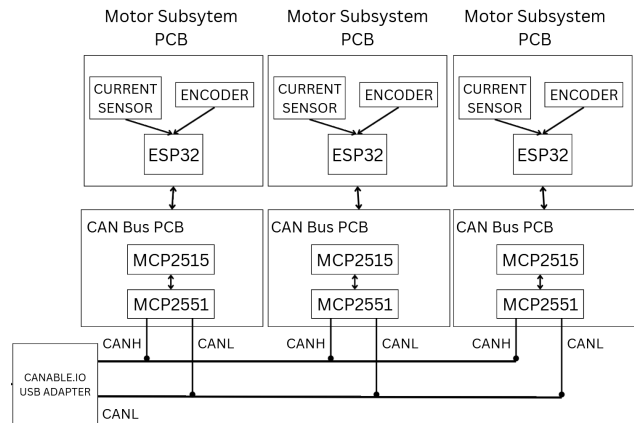 Motor Subsytem
PCB
Motor Subsystem
PCB
Motor Subsystem
PCB
CURRENT
SENSOR
ENCODER
ESP32
CURRENT
SENSOR
ENCODER
ESP32
CURRENT
SENSOR
ENCODER
ESP32
CAN Bus PCB
MCP2515
MCP2551
CAN Bus PCB
MCP2515
MCP2551
CAN Bus PCB
MCP2515
MCP2551
CANH
CANL
CANH
CANL
CANH
CANL
CANABLE.IO
USB ADAPTER
CANL